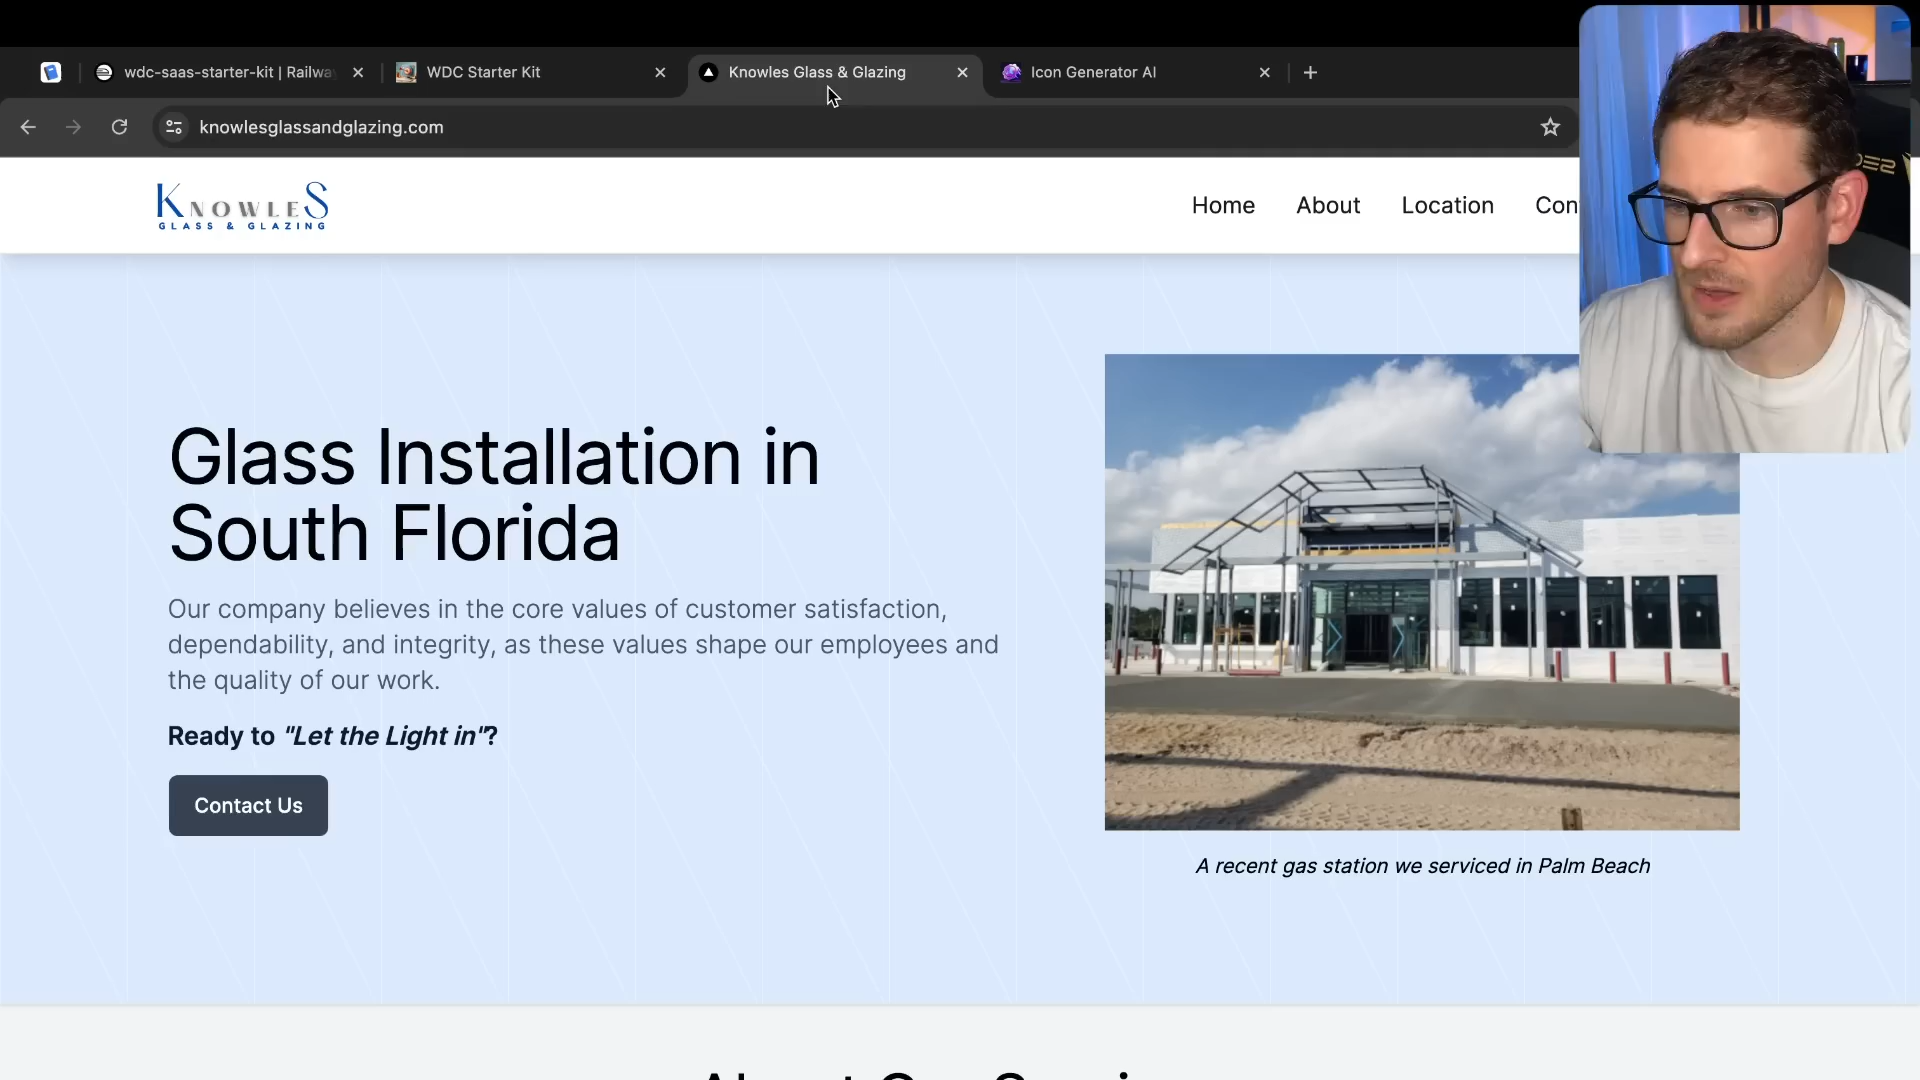 wdc-saas-starter-kit | Railwa
WDC Starter Kit
Knowles Glass & Glazing
Icon Generator AI
knowlesglassandglazing.com
KNOWLES
GLASS & GLAZING
Home
About
Location
Con
Glass Installation in
South Florida
Our company believes in the core values of customer satisfaction,
dependability, and integrity, as these values shape our employees and
the quality of our work.
Ready to "Let the Light in"?
Contact Us
A recent gas station we serviced in Palm Beach